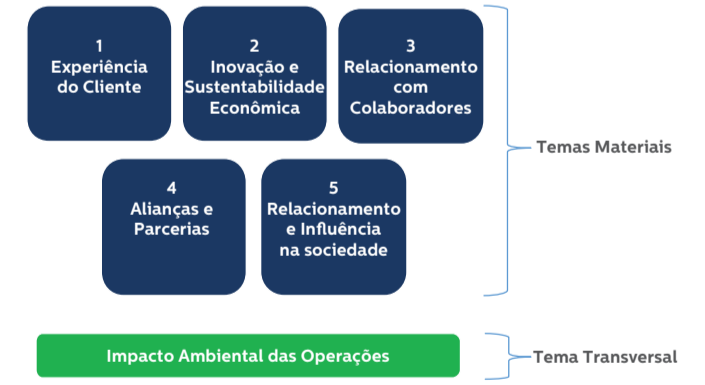 1
Experiência
do Cliente
2
Inovação e
Sustentabilidade
Econômica
3
Relacionamento
com
Colaboradores
4
Alianças e
Parcerias
5
Relacionamento
e Influência
na sociedade
Temas Materiais
Impacto Ambiental das Operações
Tema Transversal